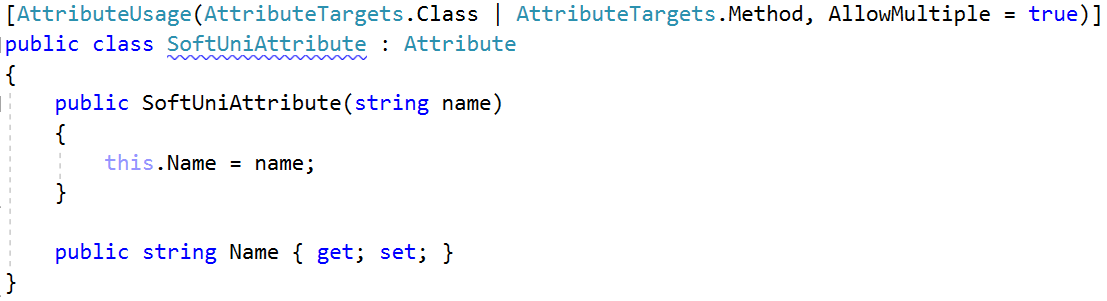 [AttributeUsage(AttributeTargets.Class | AttributeTargets.Method, AllowMultiple = true)]
public class SoftUniAttribute : Attribute
{
    public SoftUniAttribute(string name)
    {
        this.Name = name;
    }

    public string Name { get; set; }
}